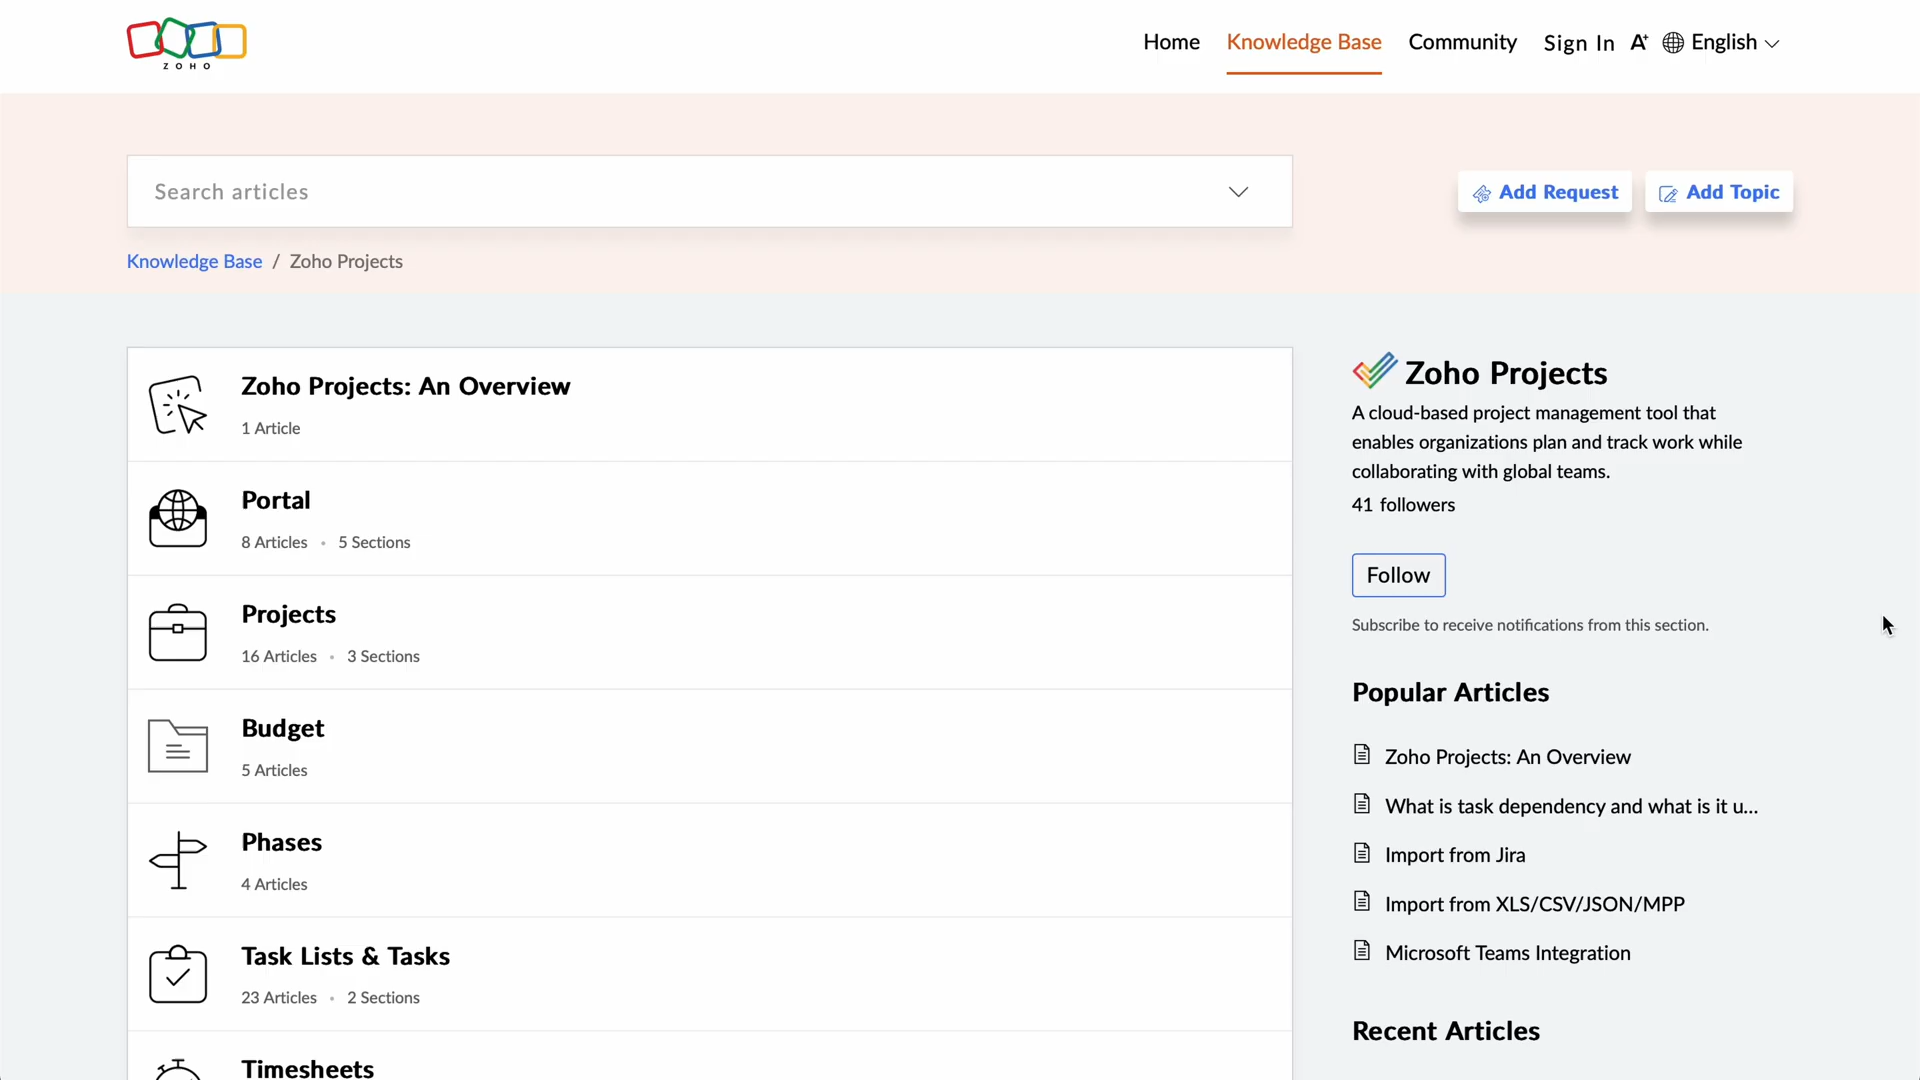 ZOHO
Home Knowledge Base Community Sign In A+ English
Search articles
Add Request Add Topic
Knowledge Base / Zoho Projects
Zoho Projects: An Overview
1 Article
Portal
8 Articles • 5 Sections
Projects
16 Articles • 3 Sections
Budget
5 Articles
Phases
4 Articles
Task Lists & Tasks
23 Articles • 2 Sections
Timesheets
Zoho Projects
A cloud-based project management tool that
enables organizations plan and track work while
collaborating with global teams.
41 followers
Follow
Subscribe to receive notifications from this section.
Popular Articles
Zoho Projects: An Overview
What is task dependency and what is it u...
Import from Jira
Import from XLS/CSV/JSON/MPP
Microsoft Teams Integration
Recent Articles